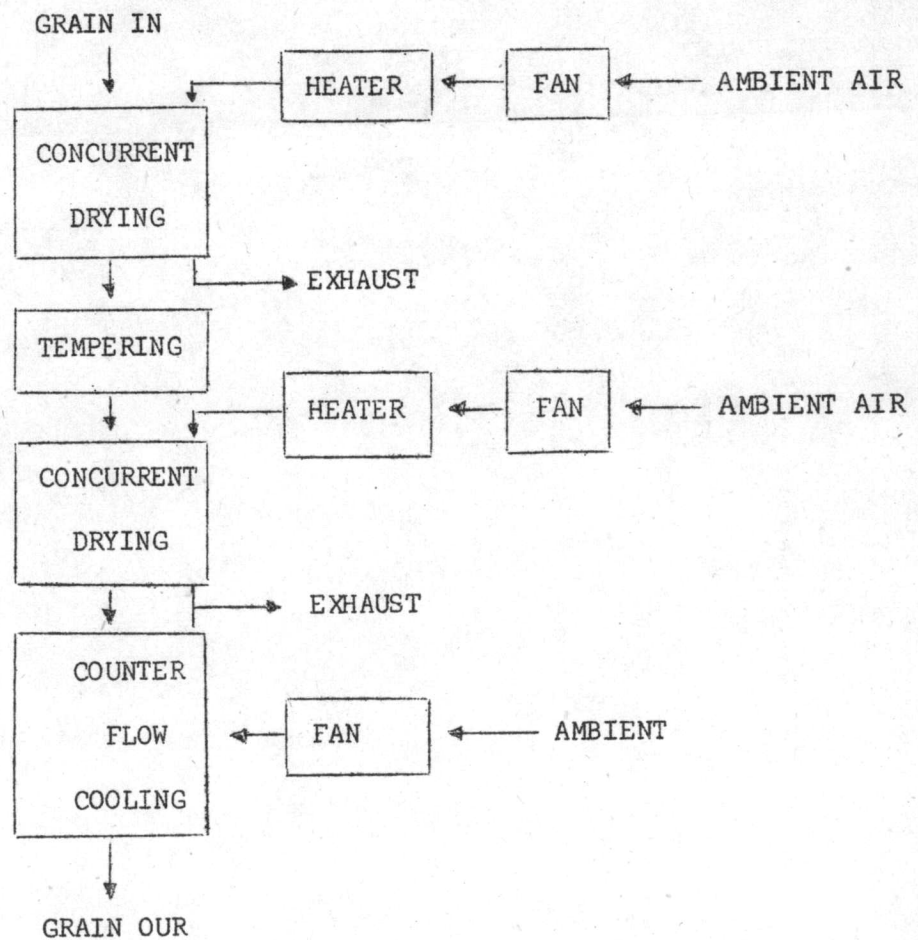 GRAIN IN
HEATER
FAN
AMBIENT AIR
CONCURRENT
DRYING
EXHAUST
TEMPERING
HEATER
FAN
AMBIENT AIR
CONCURRENT
DRYING
EXHAUST
COUNTER
FLOW
COOLING
FAN
AMBIENT
GRAIN OUR